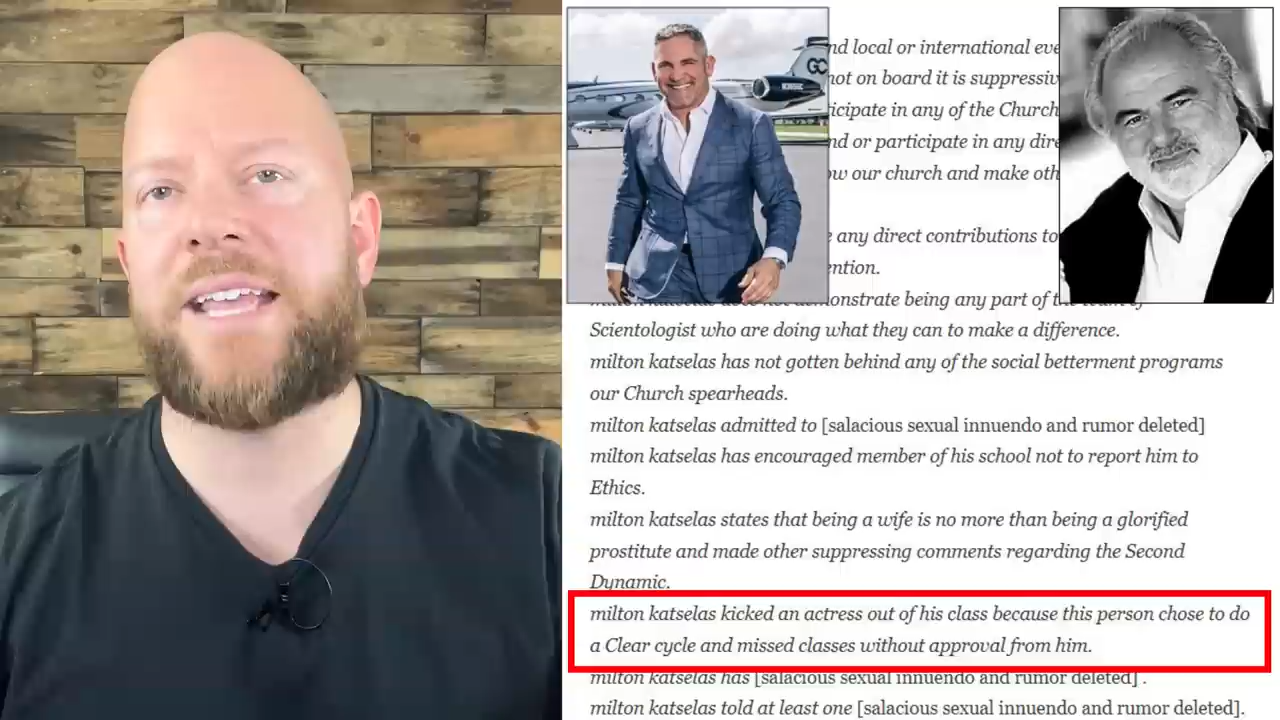 GC
nd local or international eve
not on board it is suppressiv
ticipate in any of the Church
nd or participate in any dire
ow our church and make oth
e any direct contributions to
ention.
monstrate being any part of
Scientologist who are doing what they can to make a difference.
milton katselas has not gotten behind any of the social betterment programs
our Church spearheads.
milton katselas admitted to [salacious sexual innuendo and rumor deleted]
milton katselas has encouraged member of his school not to report him to
Ethics.
milton katselas states that being a wife is no more than being a glorified
prostitute and made other suppressing comments regarding the Second
Dynamic.
milton katselas kicked an actress out of his class because this person chose to do
a Clear cycle and missed classes without approval from him.
milton katselas has [salacious sexual innuendo and rumor deleted] .
milton katselas told at least one [salacious sexual innuendo and rumor deleted].